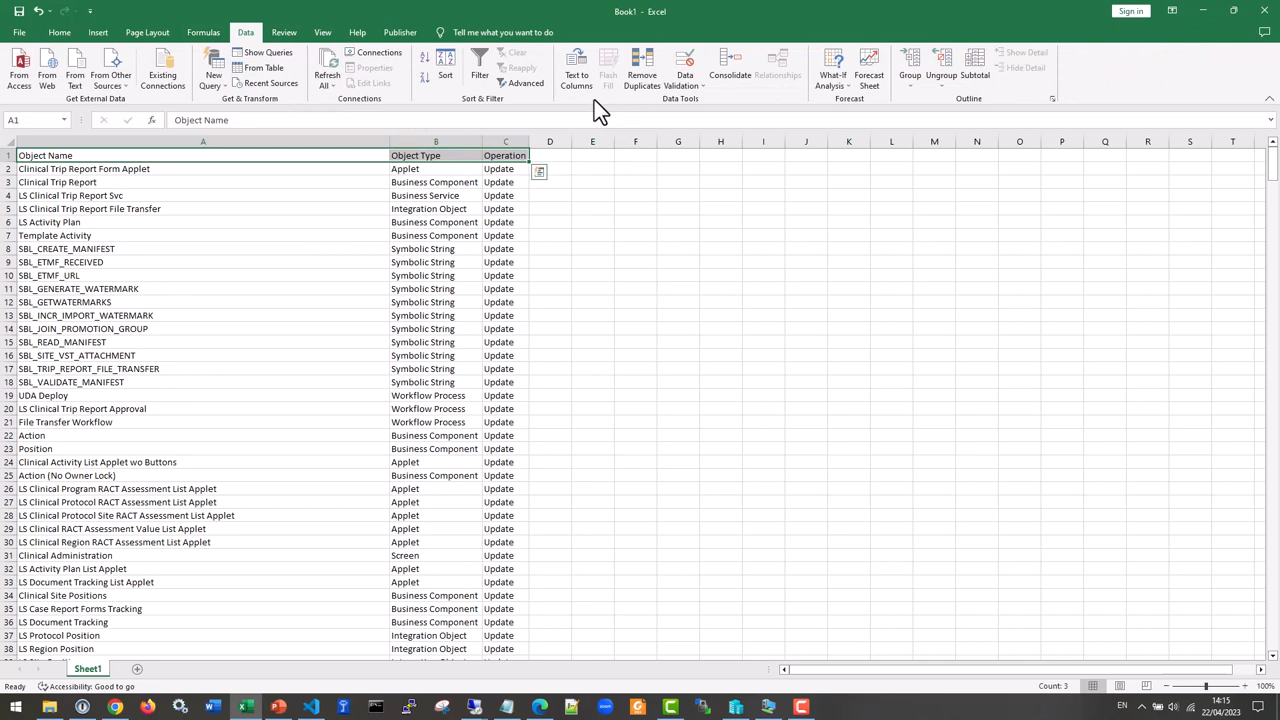 Book1 - Excel
Sign in
File Home Insert Page Layout Formulas Data Review View Help Publisher Tell me what you want to do
From Access
From Web
From Text
From Other Sources
Existing Connections
Get External Data
New Query
Show Queries
From Table
Recent Sources
Get & Transform
Refresh All
Connections
Properties
Edit Links
Connections
Sort
Filter
Clear
Reapply
Advanced
Sort & Filter
Text to Columns
Flash Fill
Remove Duplicates
Data Validation
Consolidate
Relationships
Data Tools
What-If Analysis
Forecast Sheet
Forecast
Group
Ungroup
Subtotal
Show Detail
Hide Detail
Outline
A1 fx Object Name
A B C D E F G H I J K L M N O P Q R S T
1 Object Name Object Type Operation
2 Clinical Trip Report Form Applet Applet Update
3 Clinical Trip Report Business Component Update
4 LS Clinical Trip Report Svc Business Service Update
5 LS Clinical Trip Report File Transfer Integration Object Update
6 LS Activity Plan Business Component Update
7 Template Activity Business Component Update
8 SBL_CREATE_MANIFEST Symbolic String Update
9 SBL_ETMF_RECEIVED Symbolic String Update
10 SBL_ETMF_URL Symbolic String Update
11 SBL_GENERATE_WATERMARK Symbolic String Update
12 SBL_GETWATERMARKS Symbolic String Update
13 SBL_INCR_IMPORT_WATERMARK Symbolic String Update
14 SBL_JOIN_PROMOTION_GROUP Symbolic String Update
15 SBL_READ_MANIFEST Symbolic String Update
16 SBL_SITE_VST_ATTACHMENT Symbolic String Update
17 SBL_TRIP_REPORT_FILE_TRANSFER Symbolic String Update
18 SBL_VALIDATE_MANIFEST Symbolic String Update
19 UDA Deploy Workflow Process Update
20 LS Clinical Trip Report Approval Workflow Process Update
21 File Transfer Workflow Workflow Process Update
22 Action Business Component Update
23 Position Business Component Update
24 Clinical Activity List Applet wo Buttons Applet Update
25 Action (No Owner Lock) Business Component Update
26 LS Clinical Program RACT Assessment List Applet Applet Update
27 LS Clinical Protocol RACT Assessment List Applet Applet Update
28 LS Clinical Protocol Site RACT Assessment List Applet Applet Update
29 LS Clinical RACT Assessment Value List Applet Applet Update
30 LS Clinical Region RACT Assessment List Applet Applet Update
31 Clinical Administration Screen Update
32 LS Activity Plan List Applet Applet Update
33 LS Document Tracking List Applet Applet Update
34 Clinical Site Positions Business Component Update
35 LS Case Report Forms Tracking Business Component Update
36 LS Document Tracking Business Component Update
37 LS Protocol Position Integration Object Update
38 LS Region Position Integration Object Update
Sheet1
Ready Accessibility: Good to go Count: 3 100%
EN 14:15
22/04/2023